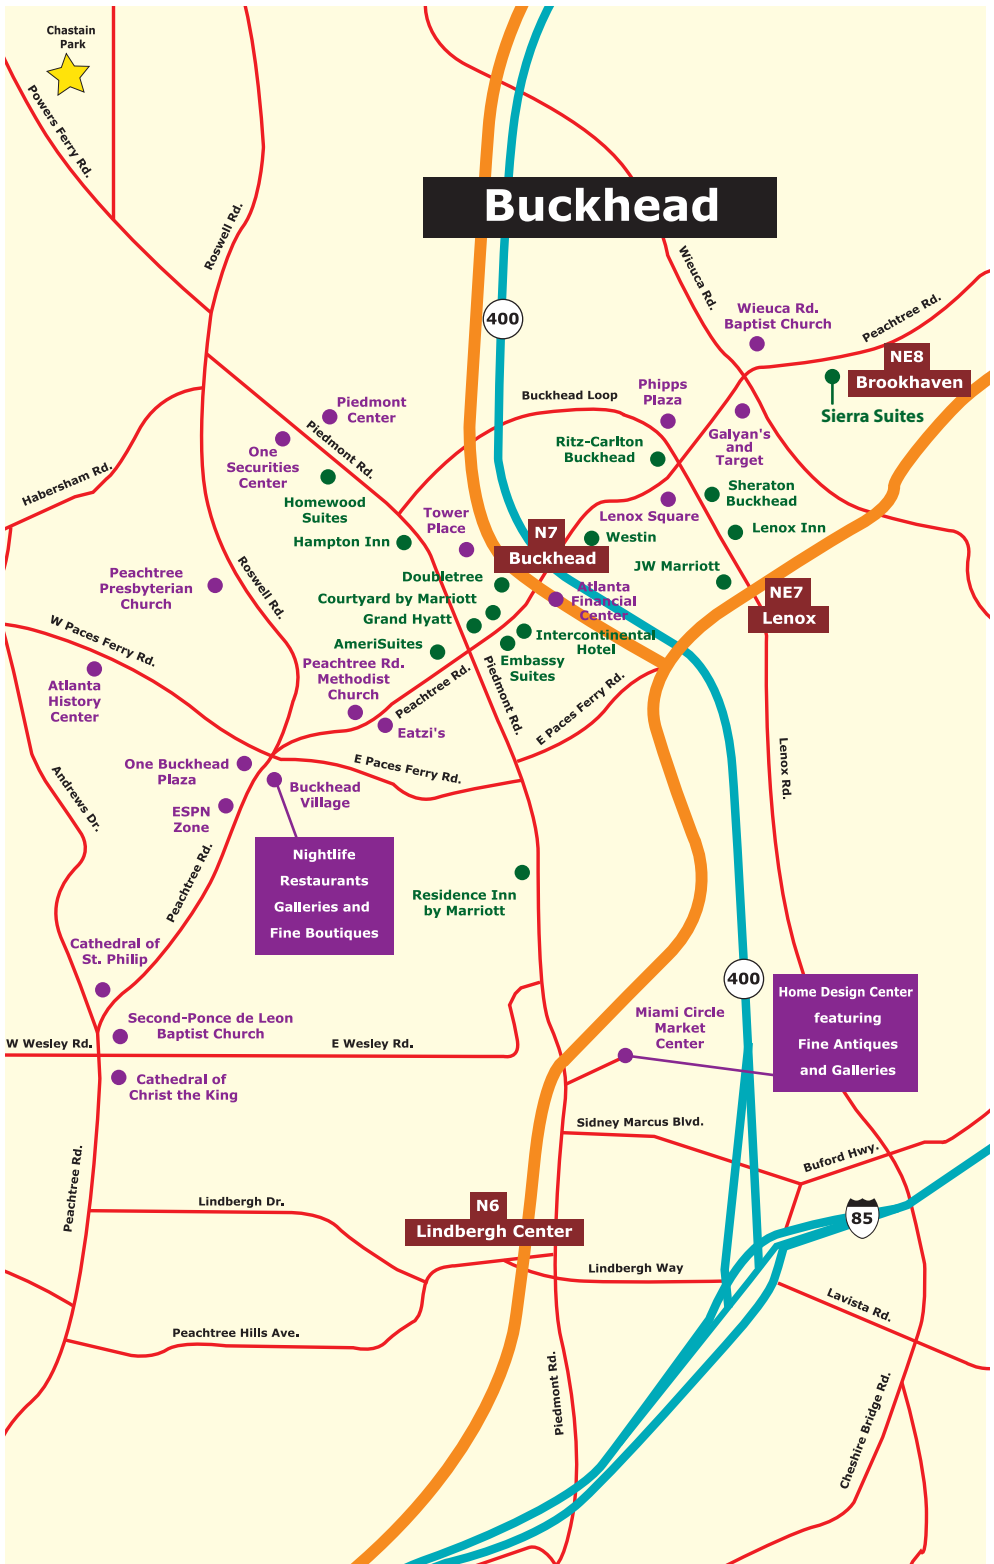 Chastain
Park
Powers Ferry Rd.
Roswell Rd.
Buckhead
400
Wieuca Rd.
Wieuca Rd.
Baptist Church
Peachtree Rd.
NE8
Brookhaven
Sierra Suites
Phipps
Plaza
Buckhead Loop
Piedmont
Center
Piedmont Rd.
One
Securities
Center
Galyan's
and
Target
Ritz-Carlton
Buckhead
Habersham Rd.
Homewood
Suites
Sheraton
Buckhead
Tower
Place
Lenox Square
Lenox Inn
Hampton Inn
N7
Buckhead
Westin
JW Marriott
Peachtree
Presbyterian
Church
Roswell Rd.
Doubletree
Courtyard by Marriott
Grand Hyatt
AmeriSuites
Atlanta
Financial
Center
NE7
Lenox
Intercontinental
Hotel
Embassy
Suites
W Paces Ferry Rd.
Atlanta
History
Center
Peachtree Rd.
Methodist
Church
Peachtree Rd.
Piedmont Rd.
E Paces Ferry Rd.
Eatzi's
One Buckhead
Plaza
E Paces Ferry Rd.
Lenox Rd.
Andrews Dr.
Buckhead
Village
ESPN
Zone
Peachtree Rd.
Nightlife
Restaurants
Galleries and
Fine Boutiques
Residence Inn
by Marriott
Cathedral of
St. Philip
400
Home Design Center
featuring
Fine Antiques
and Galleries
Miami Circle
Market
Center
Second-Ponce de Leon
Baptist Church
W Wesley Rd.
E Wesley Rd.
Cathedral of
Christ the King
Sidney Marcus Blvd.
Buford Hwy.
Peachtree Rd.
Lindbergh Dr.
N6
Lindbergh Center
85
Lindbergh Way
Lavista Rd.
Peachtree Hills Ave.
Piedmont Rd.
Cheshire Bridge Rd.